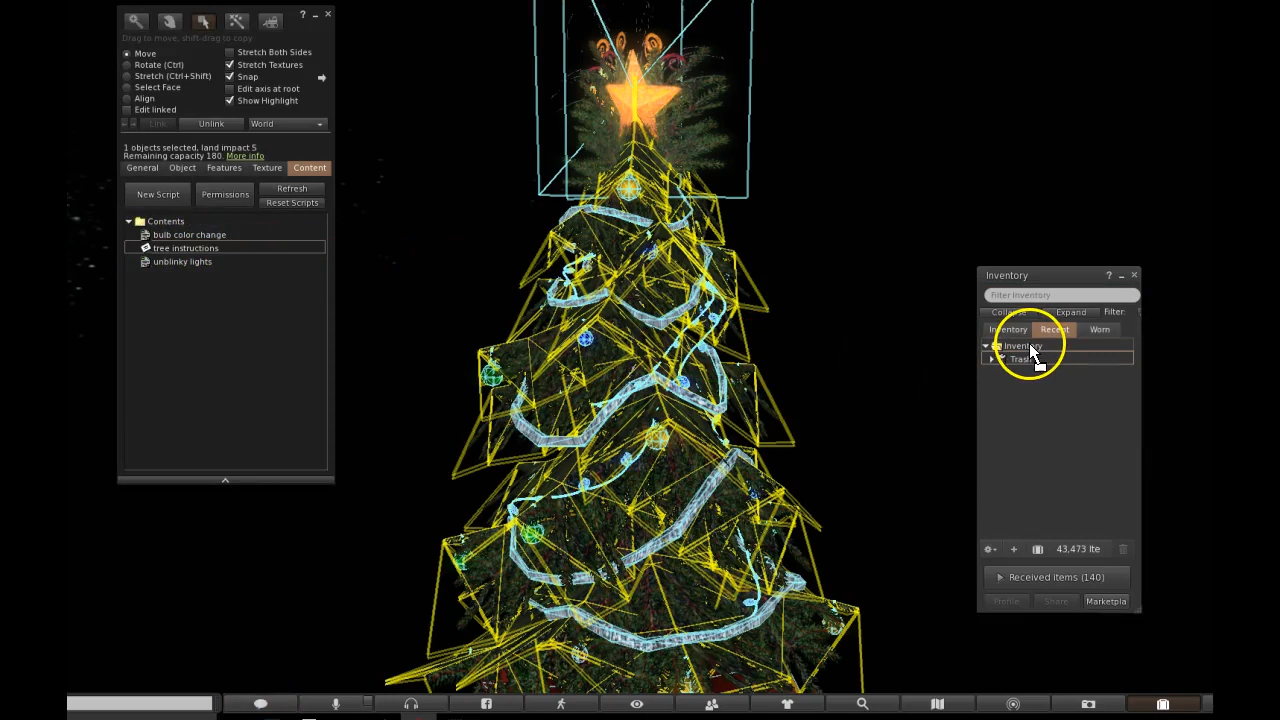 Drag to move, shift-drag to copy
Move
Rotate (Ctrl)
Stretch (Ctrl+Shift)
Select Face
Align
Edit linked
Stretch Both Sides
Stretch Textures
Snap
Edit axis at root
Show Highlight
Link
Unlink
World
1 objects selected, land impact 5
Remaining capacity 180. More info
General Object Features Texture Content
New Script
Permissions
Refresh
Reset Scripts
Contents
bulb color change
tree instructions
unblinky lights
Inventory
Filter Inventory
Collapse Expand Filter:
Inventory Recent Worn
Inventory
Trash
43,473 Ite
Received Items (140)
Profile Share Marketpla